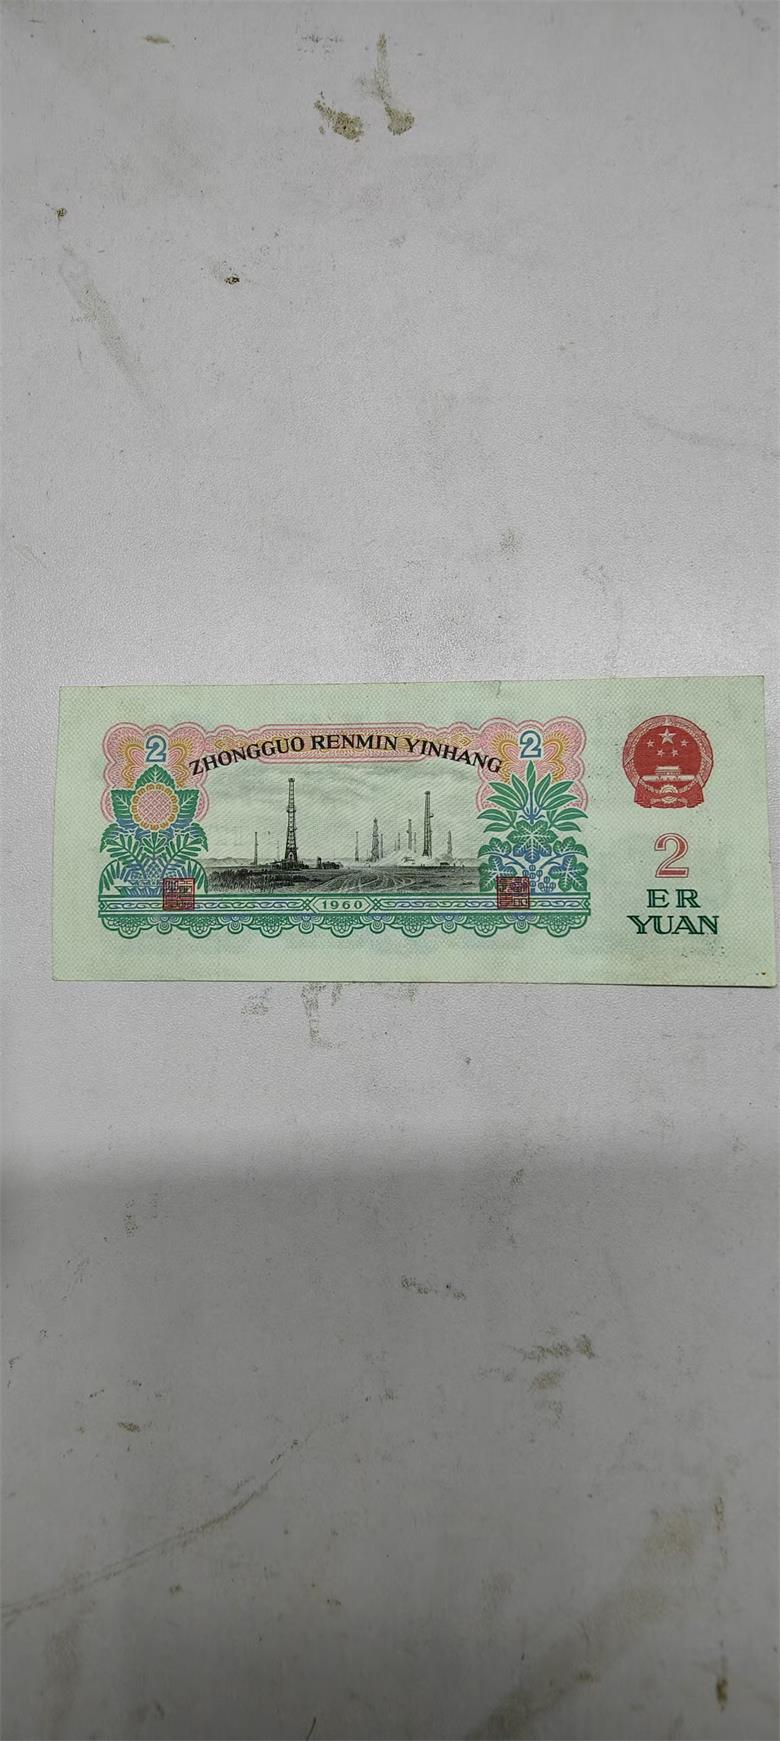 2
ZHONGGUO RENMIN YINHANG
2
1960
2
ER
YUAN